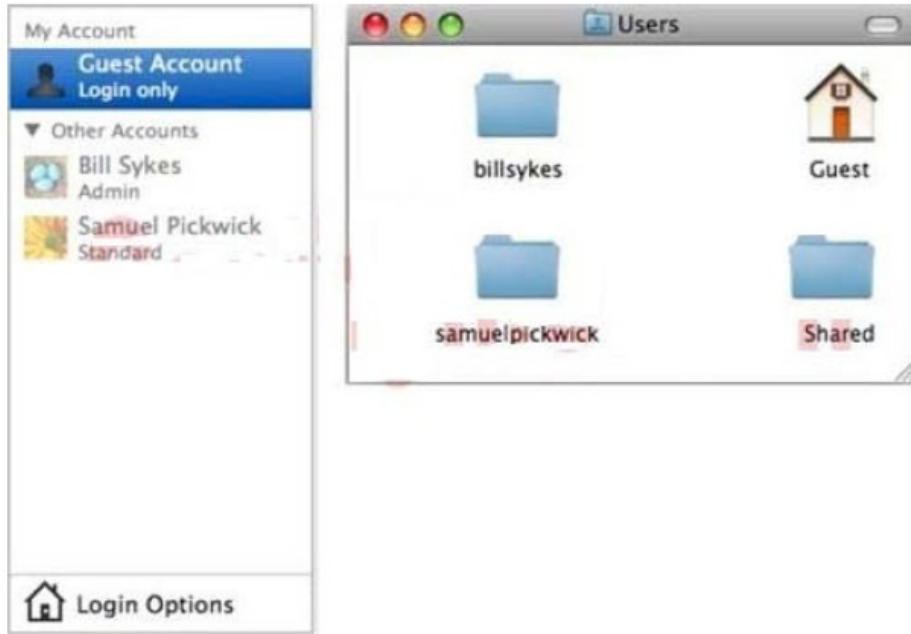 My Account
Guest Account
Login only
Other Accounts
Bill Sykes
Admin
Samuel Pickwick
Standard
Login Options
Users
billsykes
Guest
samuelpickwick
Shared